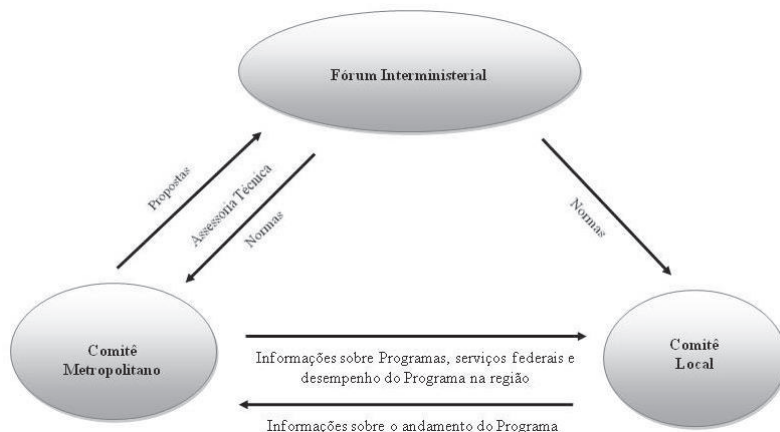 Fórum Interministerial
Propostas
Assessoria Técnica
Normas
Normas
Comitê
Metropolitano
Informações sobre Programas, serviços federais e
desempenho do Programa na região
Comitê
Local
Informações sobre o andamento do Programa